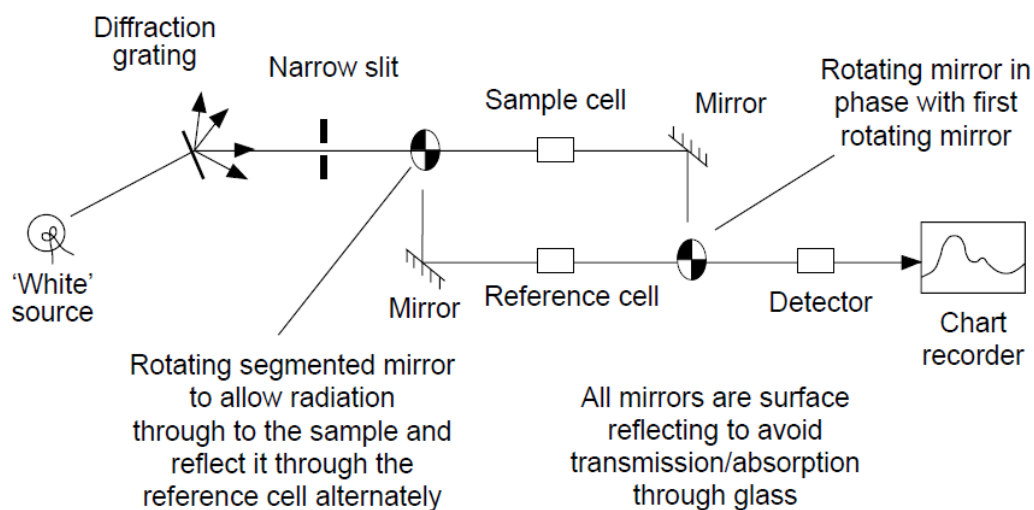 Diffraction
grating
Narrow slit
Sample cell
Mirror
Rotating mirror in
phase with first
rotating mirror
‘White’
source
Mirror
Reference cell
Detector
Chart
recorder
Rotating segmented mirror
to allow radiation
through to the sample and
reflect it through the
reference cell alternately
All mirrors are surface
reflecting to avoid
transmission/absorption
through glass